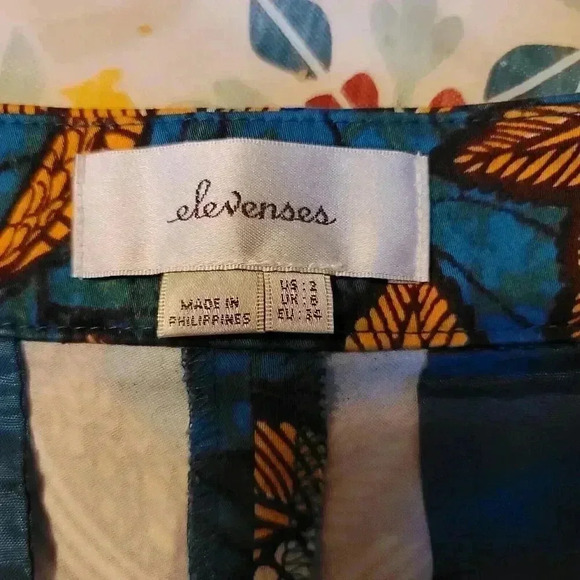 elevenses
MADE IN
PHILIPPINES
US : 2
UK : 6
EU : 34